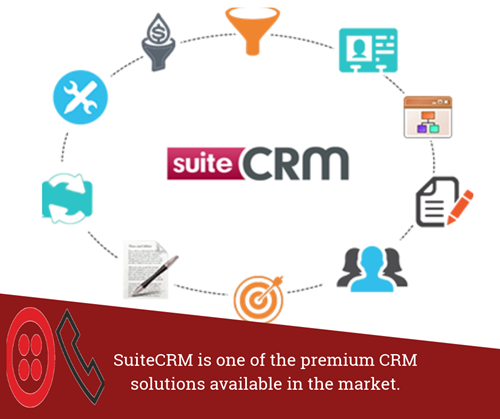 suiteCRM
SuiteCRM is one of the premium CRM
solutions available in the market.